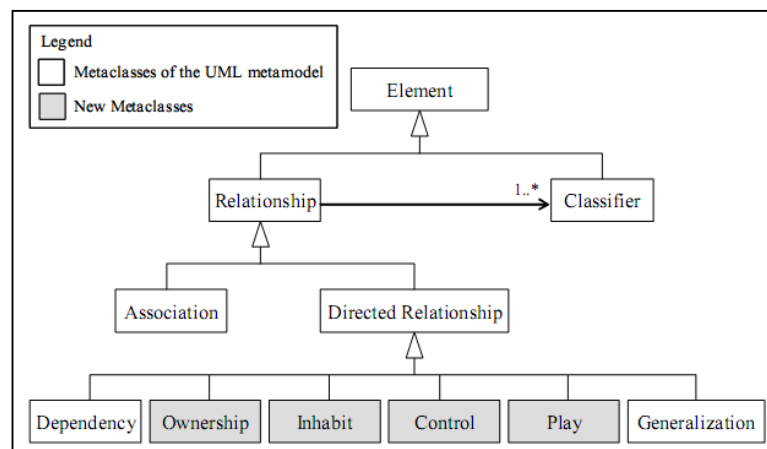 Legend
Metaclasses of the UML metamodel
New Metaclasses
Element
1..*
Relationship
Classifier
Association
Directed Relationship
Dependency
Ownership
Inhabit
Control
Play
Generalization